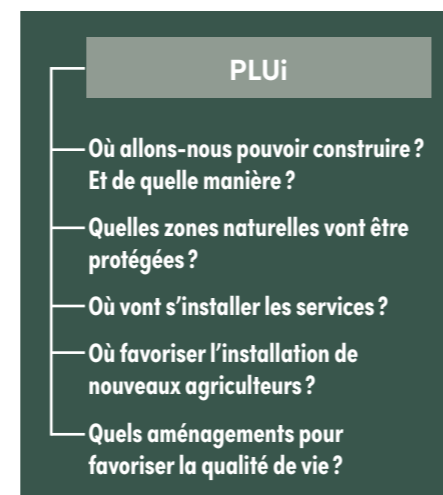 PLUi
Où allons-nous pouvoir construire ?
Et de quelle manière ?
Quelles zones naturelles vont être
protégées ?
Où vont s’installer les services ?
Où favoriser l’installation de
nouveaux agriculteurs ?
Quels aménagements pour
favoriser la qualité de vie ?